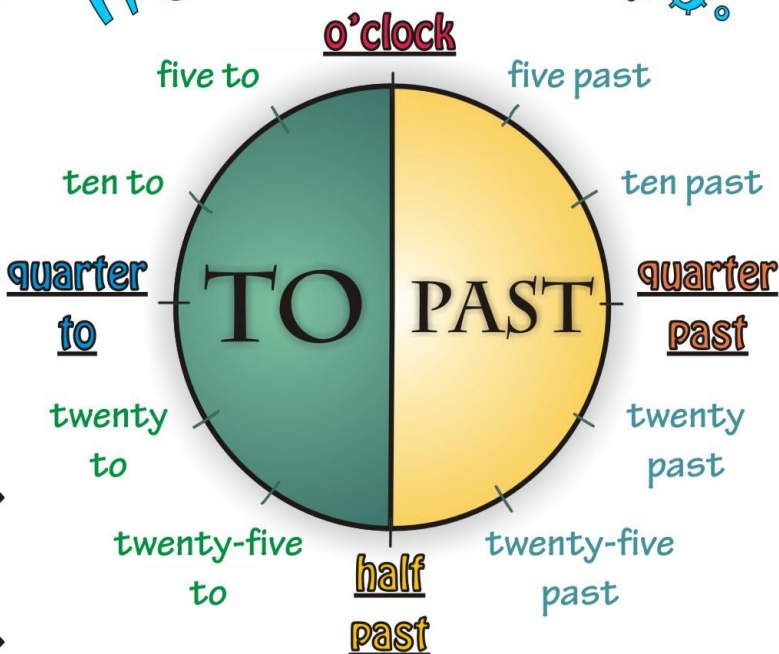 o'clock
five to
five past
ten to
ten past
quarter
to
TO
PAST
quarter
past
twenty
to
twenty
past
twenty-five
to
half
past
twenty-five
past